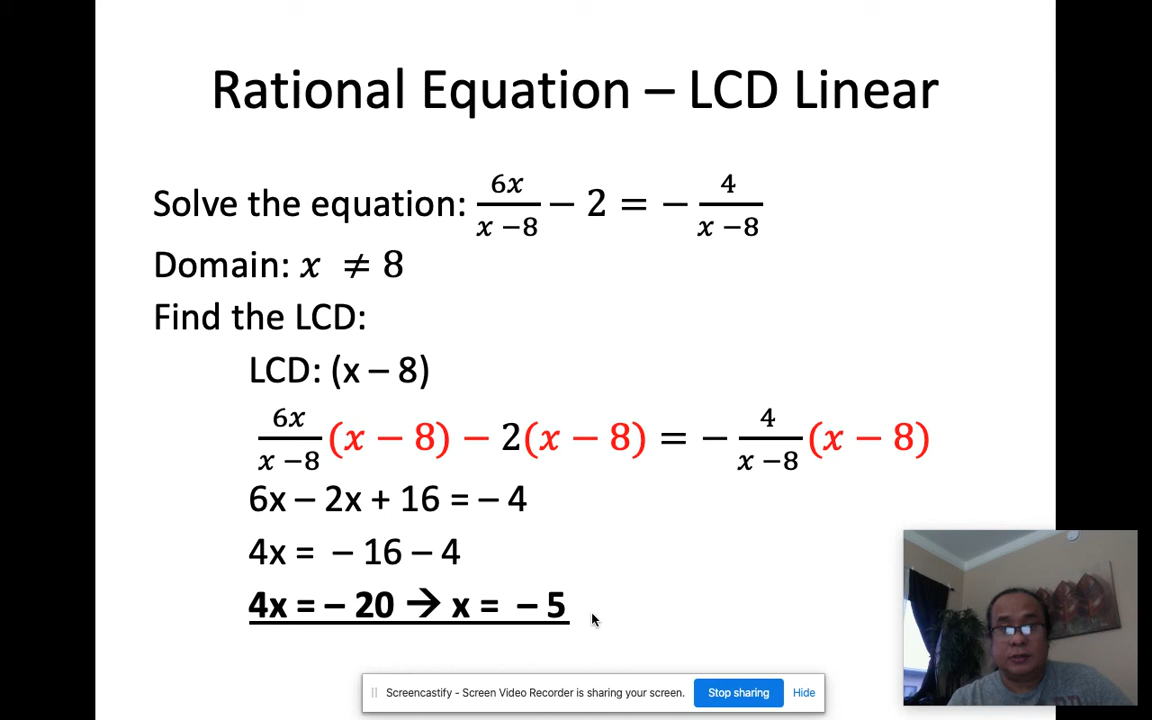 Rational Equation – LCD Linear
Solve the equation: 6x/(x −8) − 2 = − 4/(x −8)
Domain: x ≠ 8
Find the LCD:
LCD: (x – 8)
6x/(x −8) (x − 8) − 2(x − 8) = − 4/(x −8) (x − 8)
6x – 2x + 16 = – 4
4x = – 16 – 4
4x = – 20 → x = – 5
Screencastify - Screen Video Recorder is sharing your screen. Stop sharing Hide